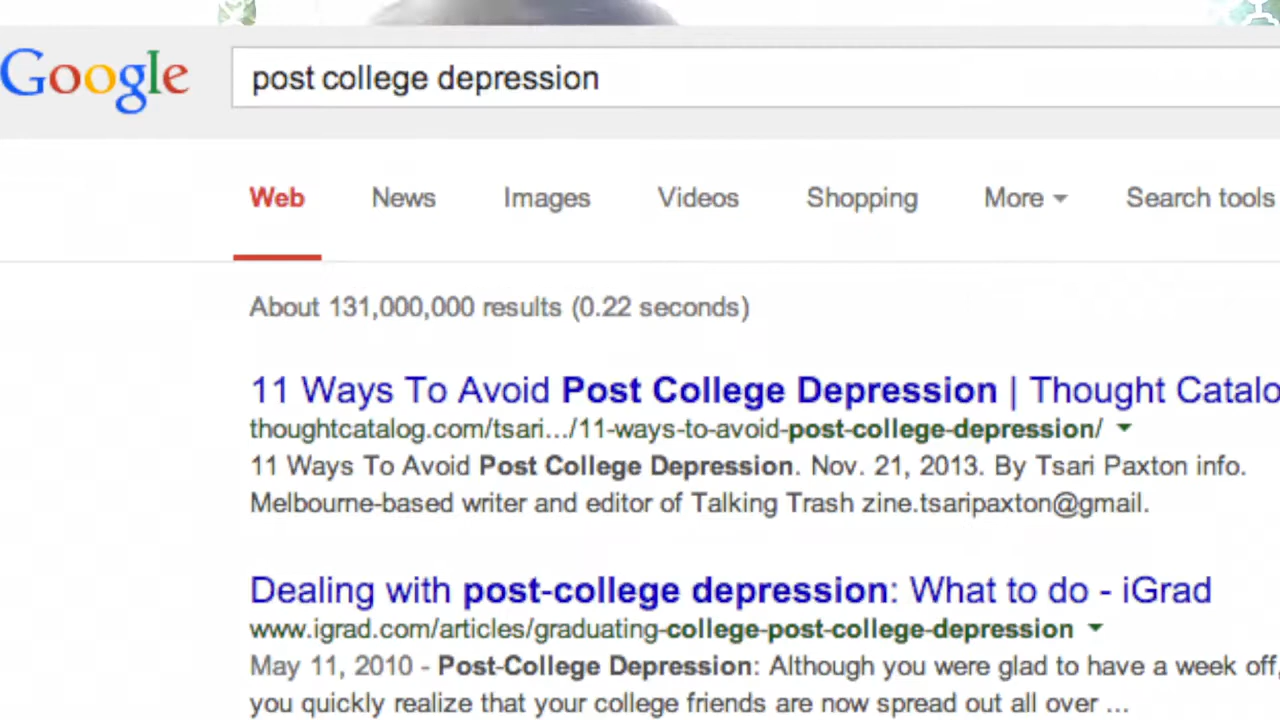 Google post college depression
Web News Images Videos Shopping More Search tools
About 131,000,000 results (0.22 seconds)
11 Ways To Avoid Post College Depression | Thought Catalo
thoughtcatalog.com/tsari.../11-ways-to-avoid-post-college-depression/
11 Ways To Avoid Post College Depression. Nov. 21, 2013. By Tsari Paxton info.
Melbourne-based writer and editor of Talking Trash zine.tsaripaxton@gmail.
Dealing with post-college depression: What to do - iGrad
www.igrad.com/articles/graduating-college-post-college-depression
May 11, 2010 - Post-College Depression: Although you were glad to have a week off,
you quickly realize that your college friends are now spread out all over ...